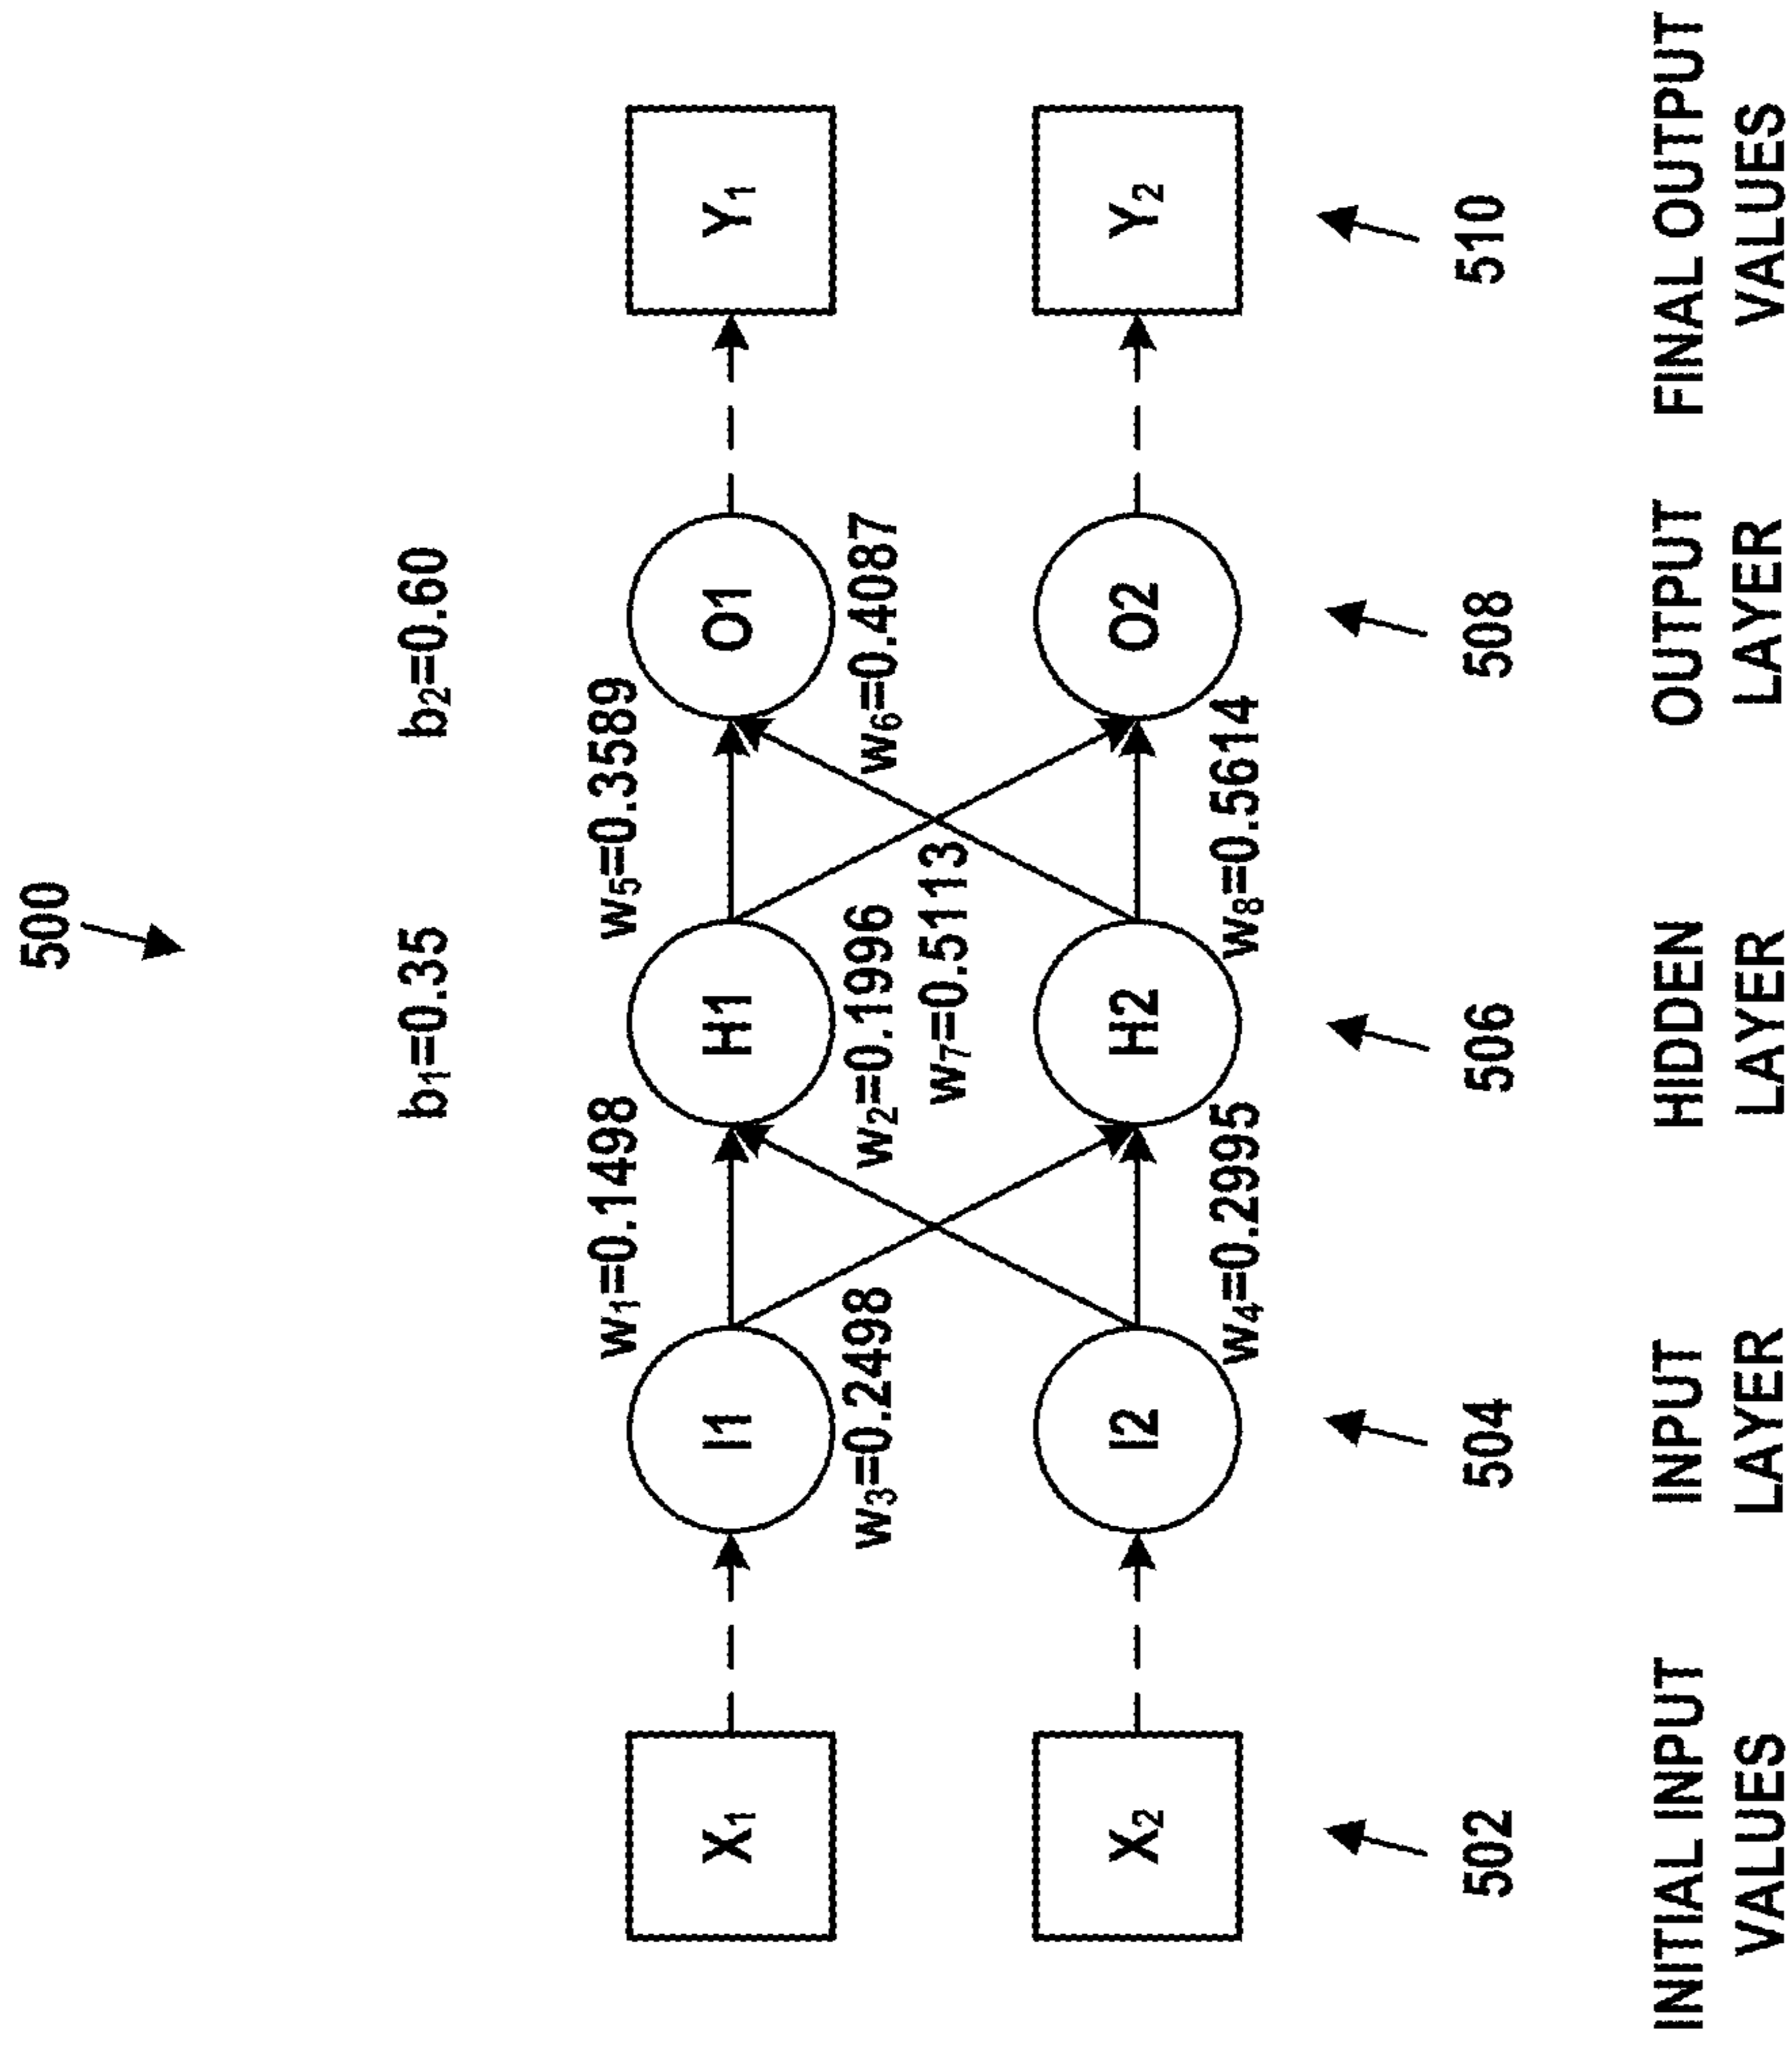 500
b₁=0.35
b₂=0.60
w₁=0.1498
w₅=0.3589
X₁
I1
H1
O1
Y₁
w₃=0.2498
w₂=0.1996
w₆=0.4087
w₇=0.5113
X₂
I2
H2
O2
Y₂
w₄=0.2995
w₈=0.5614
502
504
506
508
510
INITIAL INPUT
VALUES
INPUT
LAYER
HIDDEN
LAYER
OUTPUT
LAYER
FINAL OUTPUT
VALUES